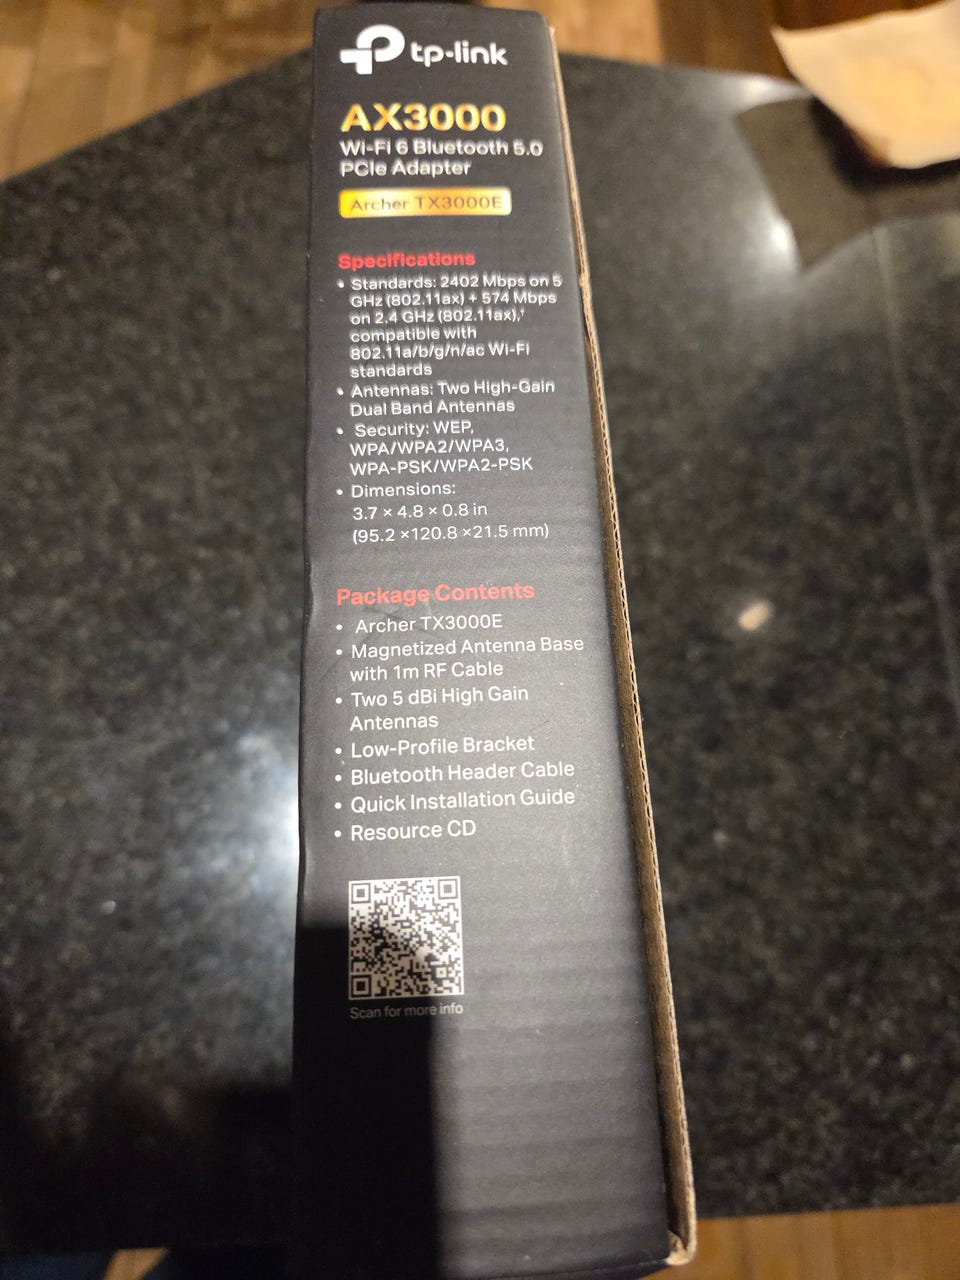 tp-link
AX3000
Wi-Fi 6 Bluetooth 5.0
PCIe Adapter
Archer TX3000E
Specifications
• Standards: 2402 Mbps on 5
GHz (802.11ax) + 574 Mbps
on 2.4 GHz (802.11ax),†
compatible with
802.11a/b/g/n/ac Wi-Fi
standards
• Antennas: Two High-Gain
Dual Band Antennas
• Security: WEP,
WPA/WPA2/WPA3,
WPA-PSK/WPA2-PSK
• Dimensions:
3.7 × 4.8 × 0.8 in
(95.2 ×120.8 ×21.5 mm)
Package Contents
• Archer TX3000E
• Magnetized Antenna Base
with 1m RF Cable
• Two 5 dBi High Gain
Antennas
• Low-Profile Bracket
• Bluetooth Header Cable
• Quick Installation Guide
• Resource CD
Scan for more info